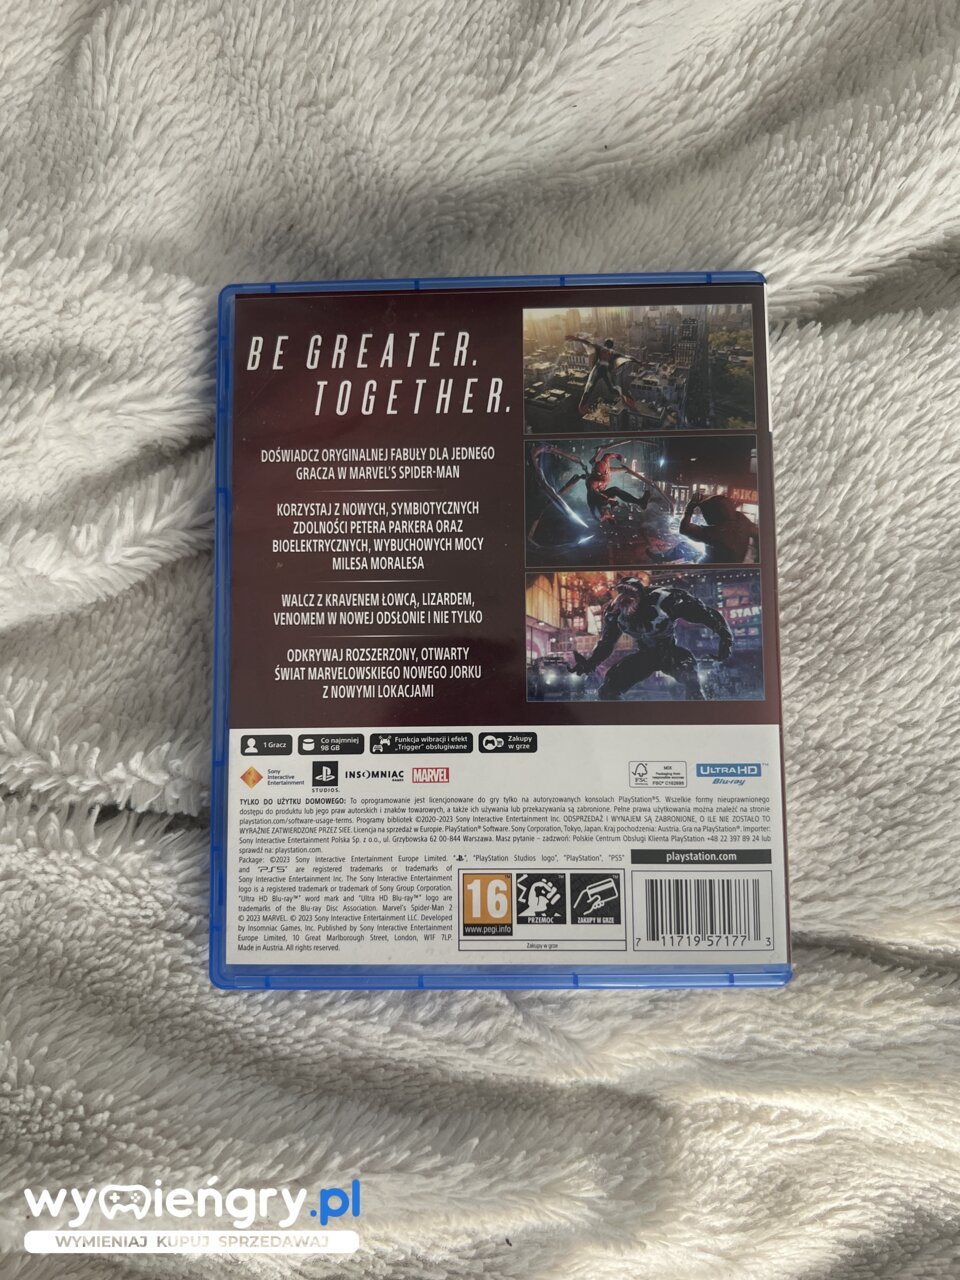 BE GREATER.
TOGETHER.
DOŚWIADCZ ORYGINALNEJ FABUŁY DLA JEDNEGO
GRACZA W MARVEL'S SPIDER-MAN
KORZYSTAJ Z NOWYCH, SYMBIOTYCZNYCH
ZDOLNOŚCI PETERA PARKERA ORAZ
BIOELEKTRYCZNYCH, WYBUCHOWYCH MOCY
MILESA MORALESA
WALCZ Z KRAVENEM ŁOWCĄ, LIZARDEM,
VENOMEM W NOWEJ ODSŁONIE I NIE TYLKO
ODKRYWAJ ROZSZERZONY, OTWARTY
ŚWIAT MARVELOWSKIEGO NOWEGO JORKU
Z NOWYMI LOKACJAMI
START
1 Gracz
Co najmniej
98 GB
Funkcja wibracji i efekt
„Trigger" obsługiwane
Zakupy
w grze
Sony
Interactive
Entertainment
PS
STUDIOS
INSOMNIAC
GAMES
MARVEL
FSC
MIX
Packaging from
responsible sources
FSC® C102695
ULTRA HD
Blu-ray™
TYLKO DO UŻYTKU DOMOWEGO: To oprogramowanie jest licencjonowane do gry tylko na autoryzowanych konsolach PlayStation®5. Wszelkie formy nieuprawnionego
dostępu do produktu lub jego praw autorskich i znaków towarowych, a także ich używania lub przekazywania są zabronione. Pełne prawa użytkowania można znaleźć na stronie
playstation.com/software-usage-terms. Programy bibliotek ©2020-2023 Sony Interactive Entertainment Inc. ODSPRZEDAŻ I WYNAJEM SĄ ZABRONIONE, O ILE NIE ZOSTAŁO TO
WYRAŹNIE ZATWIERDZONE PRZEZ SIEE. Licencja na sprzedaż w Europie. PlayStation® Software. Sony Corporation, Tokyo, Japan. Kraj pochodzenia: Austria. Gra na PlayStation®. Importer:
Sony Interactive Entertainment Polska Sp. z o.o., ul. Grzybowska 62 00-844 Warszawa. Masz pytanie – zadzwoń: Polskie Centrum Obsługi Klienta PlayStation +48 22 397 89 24 lub
sprawdź na: playstation.com.
Package: ©2023 Sony Interactive Entertainment Europe Limited. "PS", "PlayStation Studios logo", "PlayStation", "PS5"
and "PS5" are registered trademarks or trademarks of
Sony Interactive Entertainment Inc. The Sony Interactive Entertainment
logo is a registered trademark or trademark of Sony Group Corporation.
"Ultra HD Blu-ray™" word mark and "Ultra HD Blu-ray™" logo are
trademarks of the Blu-ray Disc Association. Marvel's Spider-Man 2
© 2023 MARVEL. © 2023 Sony Interactive Entertainment LLC. Developed
by Insomniac Games, Inc. Published by Sony Interactive Entertainment
Europe Limited, 10 Great Marlborough Street, London, W1F 7LP.
Made in Austria. All rights reserved.
playstation.com
16
www.pegi.info
PRZEMOC
ZAKUPY W GRZE
Zakupy w grze
7 11719 57177 3
wymieńgry.pl
WYMIENIAJ KUPUJ SPRZEDAWAJ